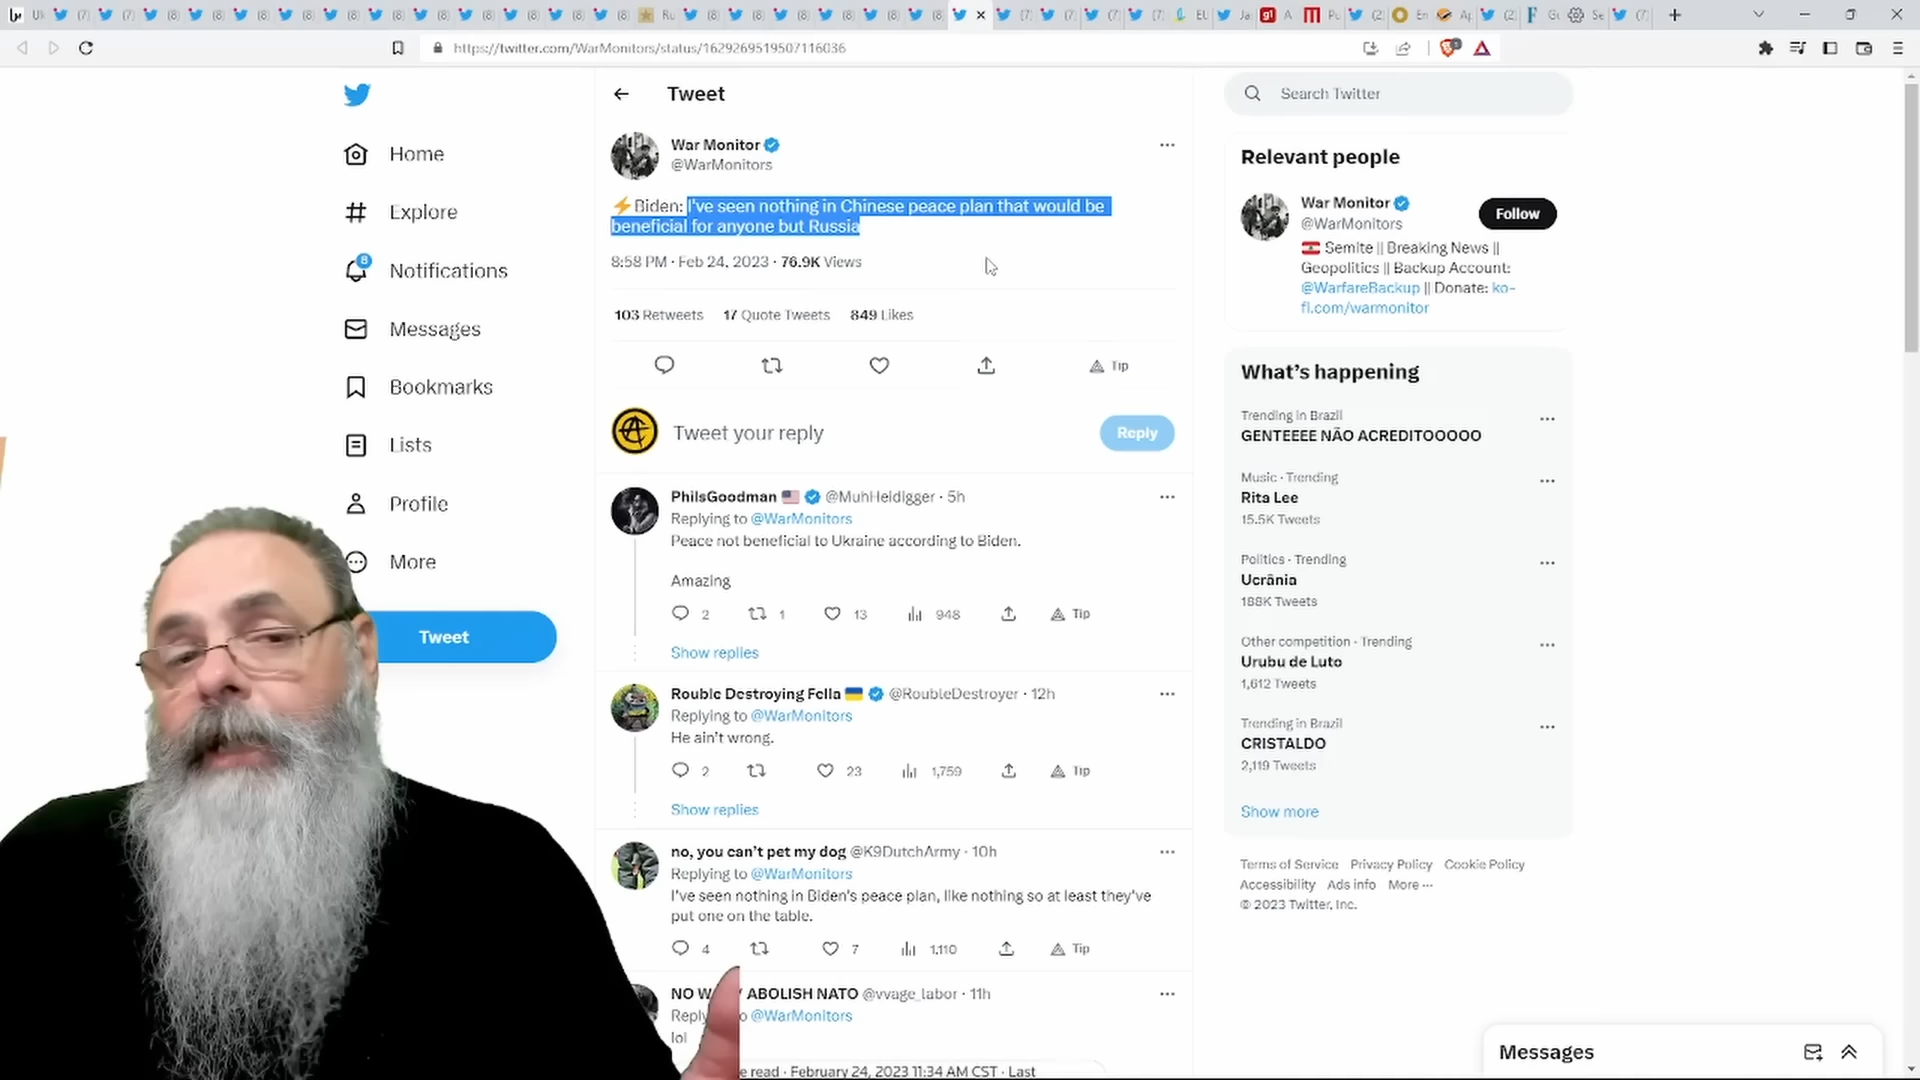 https://twitter.com/WarMonitors/status/1629269519507116036
Home
Explore
8
Notifications
Messages
Bookmarks
Lists
Profile
More
Tweet
Tweet
War Monitor
@WarMonitors
⚡Biden: I've seen nothing in Chinese peace plan that would be
beneficial for anyone but Russia
8:58 PM · Feb 24, 2023 · 76.9K Views
103 Retweets 17 Quote Tweets 849 Likes
Tip
Tweet your reply
Reply
PhilsGoodman 🇺🇸 @MuhHeidigger · 5h
Replying to @WarMonitors
Peace not beneficial to Ukraine according to Biden.
Amazing
2 1 13 948 Tip
Show replies
Rouble Destroying Fella 🇺🇦 @RoubleDestroyer · 12h
Replying to @WarMonitors
He ain't wrong.
2 23 1,759 Tip
Show replies
no, you can't pet my dog @K9DutchArmy · 10h
Replying to @WarMonitors
I've seen nothing in Biden's peace plan, like nothing so at least they've
put one on the table.
4 7 1,110 Tip
NO ABOLISH NATO @vvage_labor · 11h
@WarMonitors
lol
read · February 24, 2023 11:34 AM CST · Last
Search Twitter
Relevant people
War Monitor
@WarMonitors
Follow
🇱🇧 Semite || Breaking News ||
Geopolitics || Backup Account:
@WarfareBackup || Donate: ko-
fi.com/warmonitor
What's happening
Trending in Brazil
GENTEEEE NÃO ACREDITOOOOO
Music · Trending
Rita Lee
15.5K Tweets
Politics · Trending
Ucrânia
188K Tweets
Other competition · Trending
Urubu de Luto
1,612 Tweets
Trending in Brazil
CRISTALDO
2,119 Tweets
Show more
Terms of Service Privacy Policy Cookie Policy
Accessibility Ads info More ···
© 2023 Twitter, Inc.
Messages